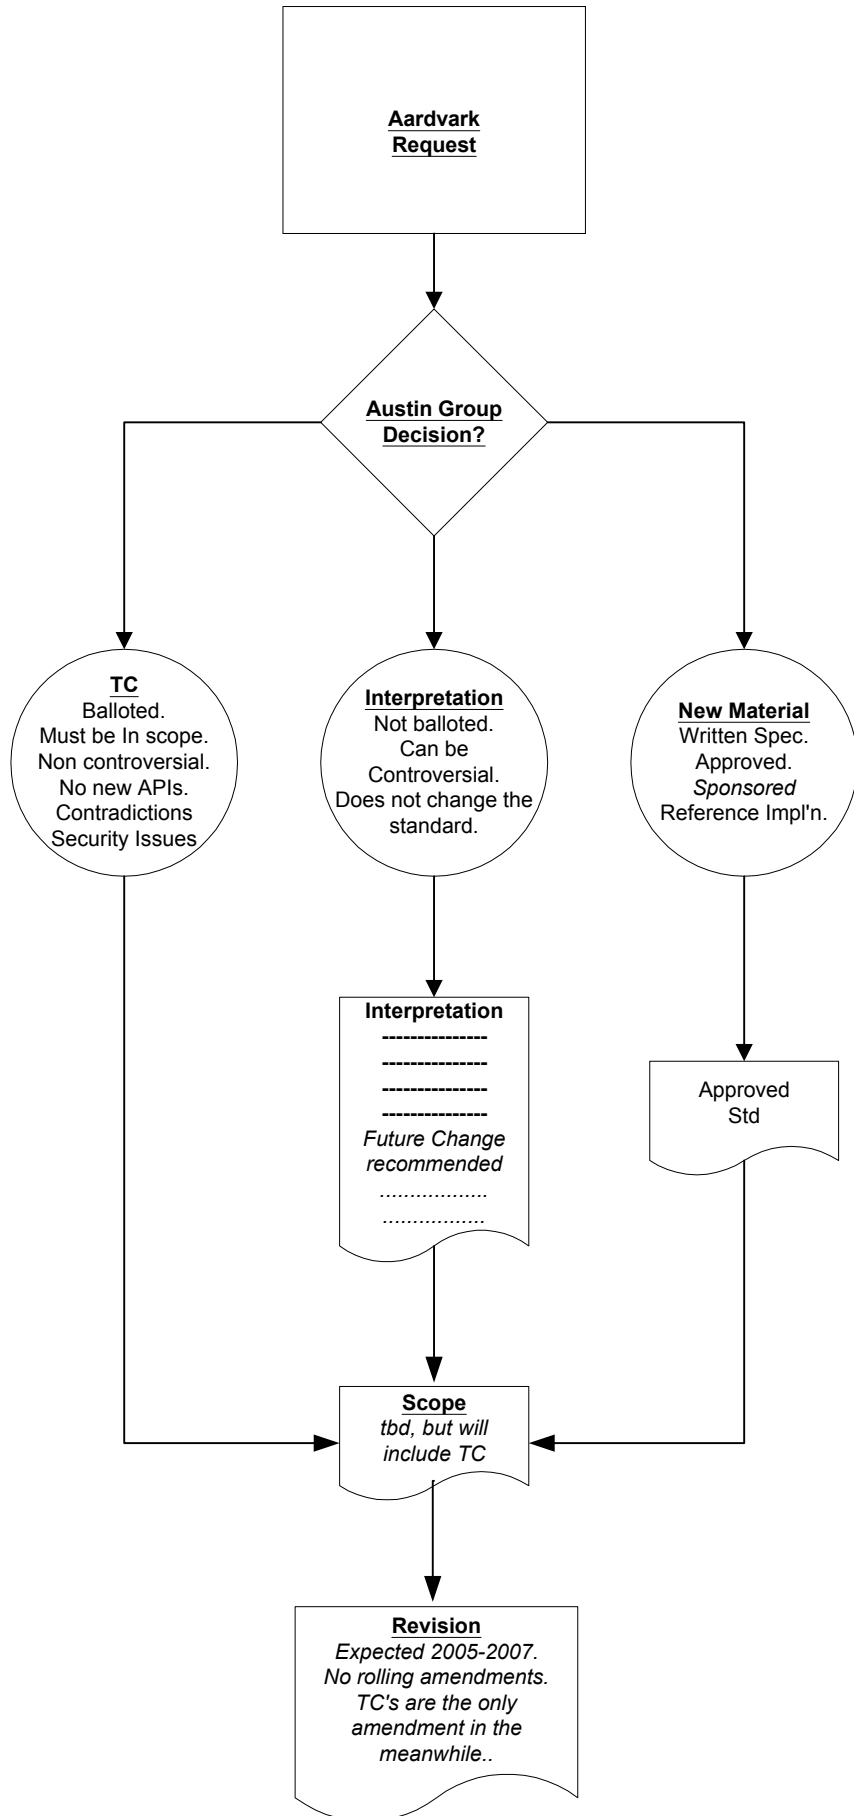 Aardvark
Request
Austin Group
Decision?
TC
Balloted.
Must be In scope.
Non controversial.
No new APIs.
Contradictions
Security Issues
Interpretation
Not balloted.
Can be
Controversial.
Does not change the
standard.
New Material
Written Spec.
Approved.
Sponsored
Reference Impl'n.
Interpretation
---------------
---------------
---------------
---------------
Future Change
recommended
..................
.................
Approved
Std
Scope
tbd, but will
include TC
Revision
Expected 2005-2007.
No rolling amendments.
TC's are the only
amendment in the
meanwhile..